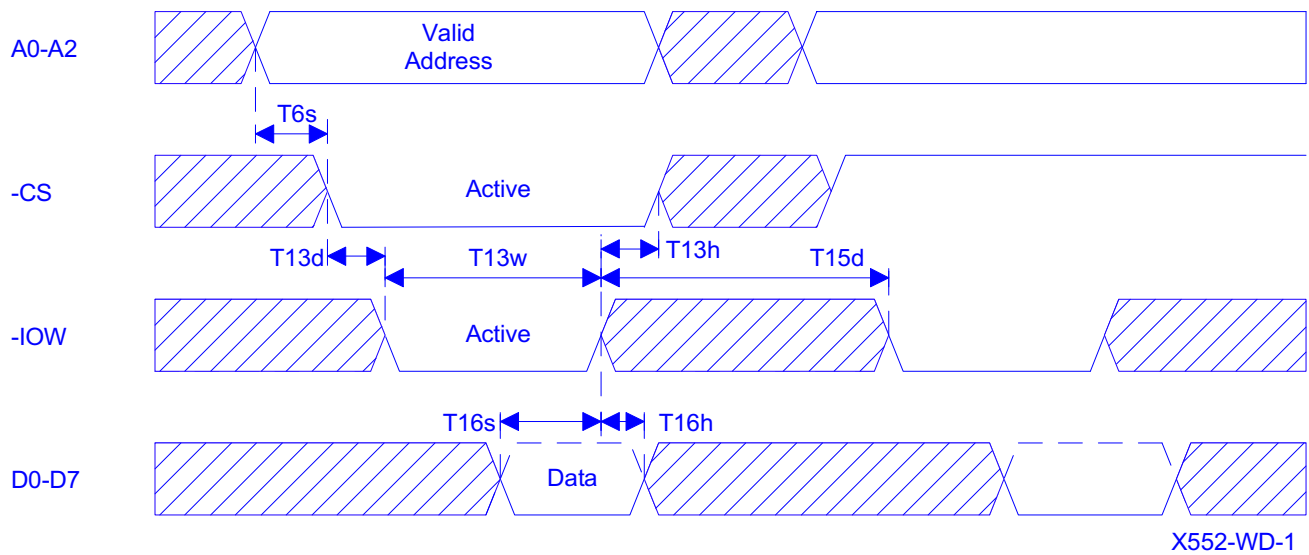 A0-A2
Valid
Address
T6s
-CS
Active
T13d
T13w
T13h
T15d
-IOW
Active
T16s
T16h
D0-D7
Data
X552-WD-1